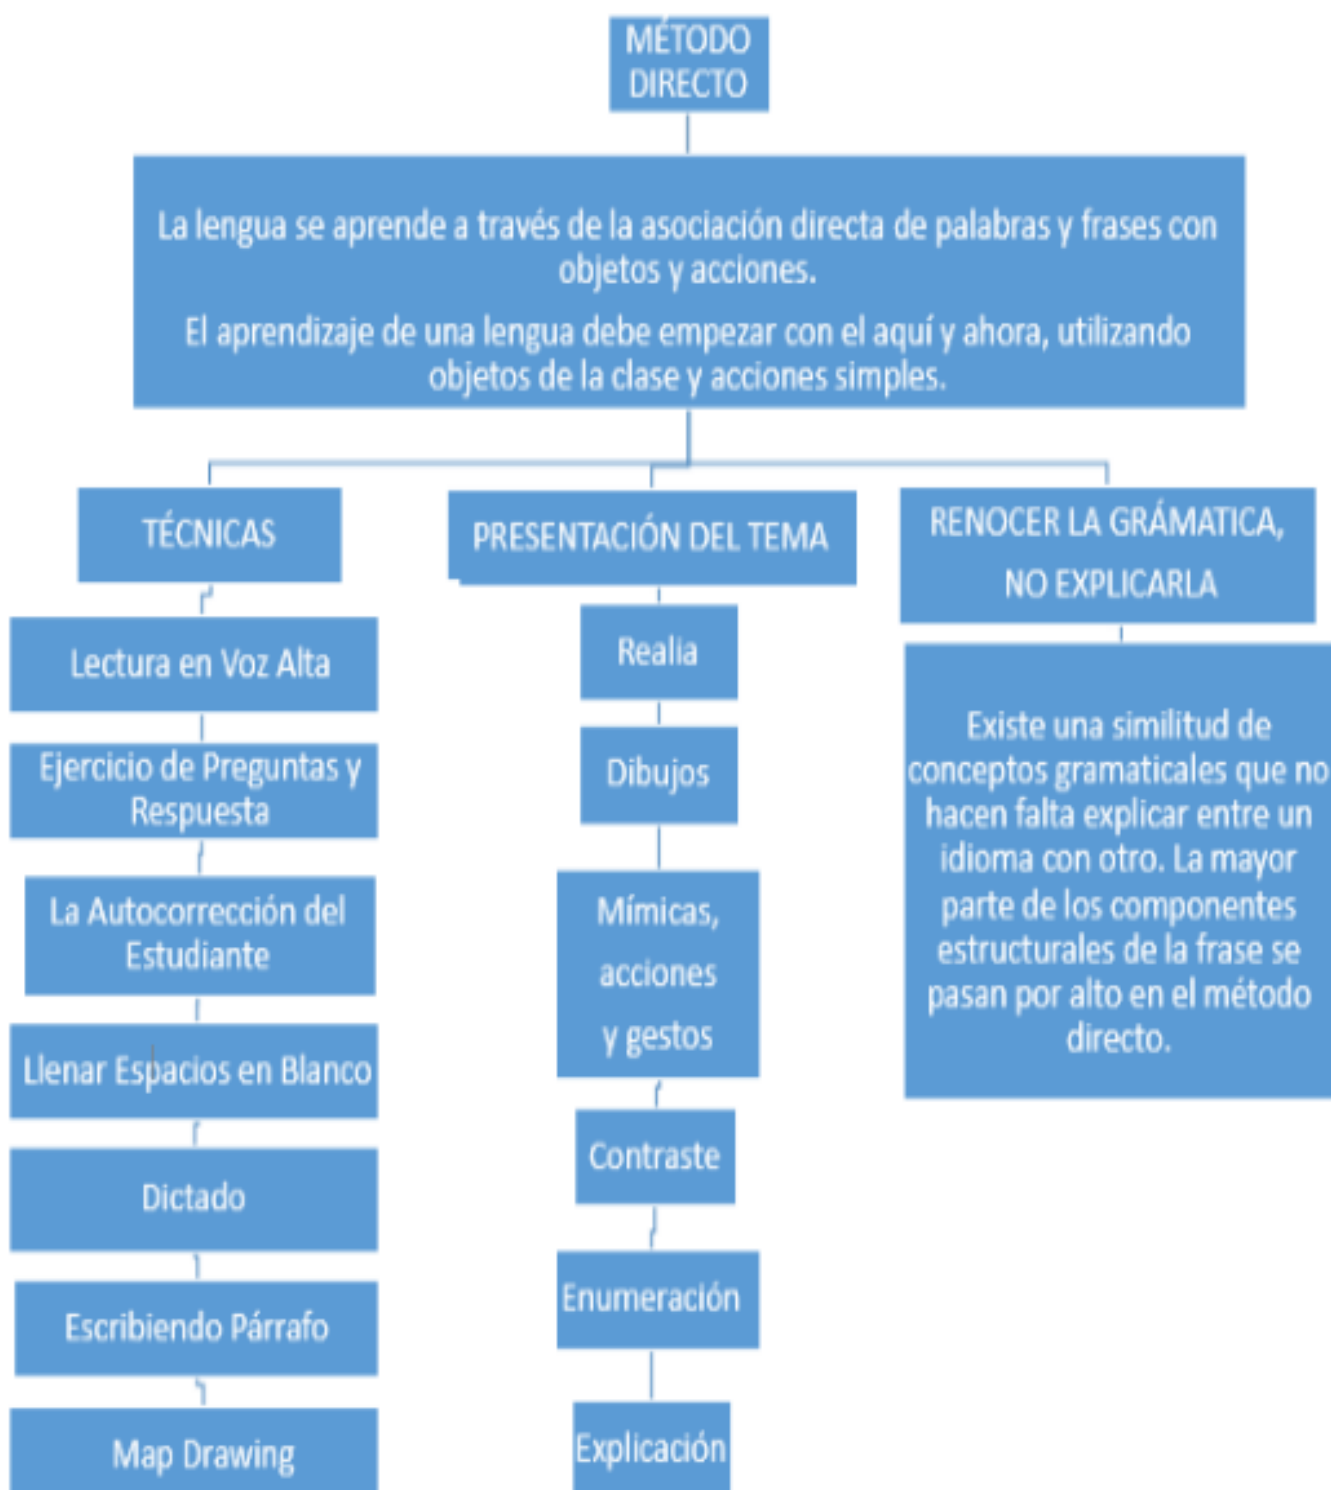 MÉTODO
DIRECTO
La lengua se aprende a través de la asociación directa de palabras y frases con
objetos y acciones.
El aprendizaje de una lengua debe empezar con el aquí y ahora, utilizando
objetos de la clase y acciones simples.
TÉCNICAS
Lectura en Voz Alta
Ejercicio de Preguntas y
Respuesta
La Autocorrección del
Estudiante
Llenar Espacios en Blanco
Dictado
Escribiendo Párrafo
Map Drawing
PRESENTACIÓN DEL TEMA
Realia
Dibujos
Mímicas,
acciones
y gestos
Contraste
Enumeración
Explicación
RENOCER LA GRÁMATICA,
NO EXPLICARLA
Existe una similitud de
conceptos gramaticales que no
hacen falta explicar entre un
idioma con otro. La mayor
parte de los componentes
estructurales de la frase se
pasan por alto en el método
directo.